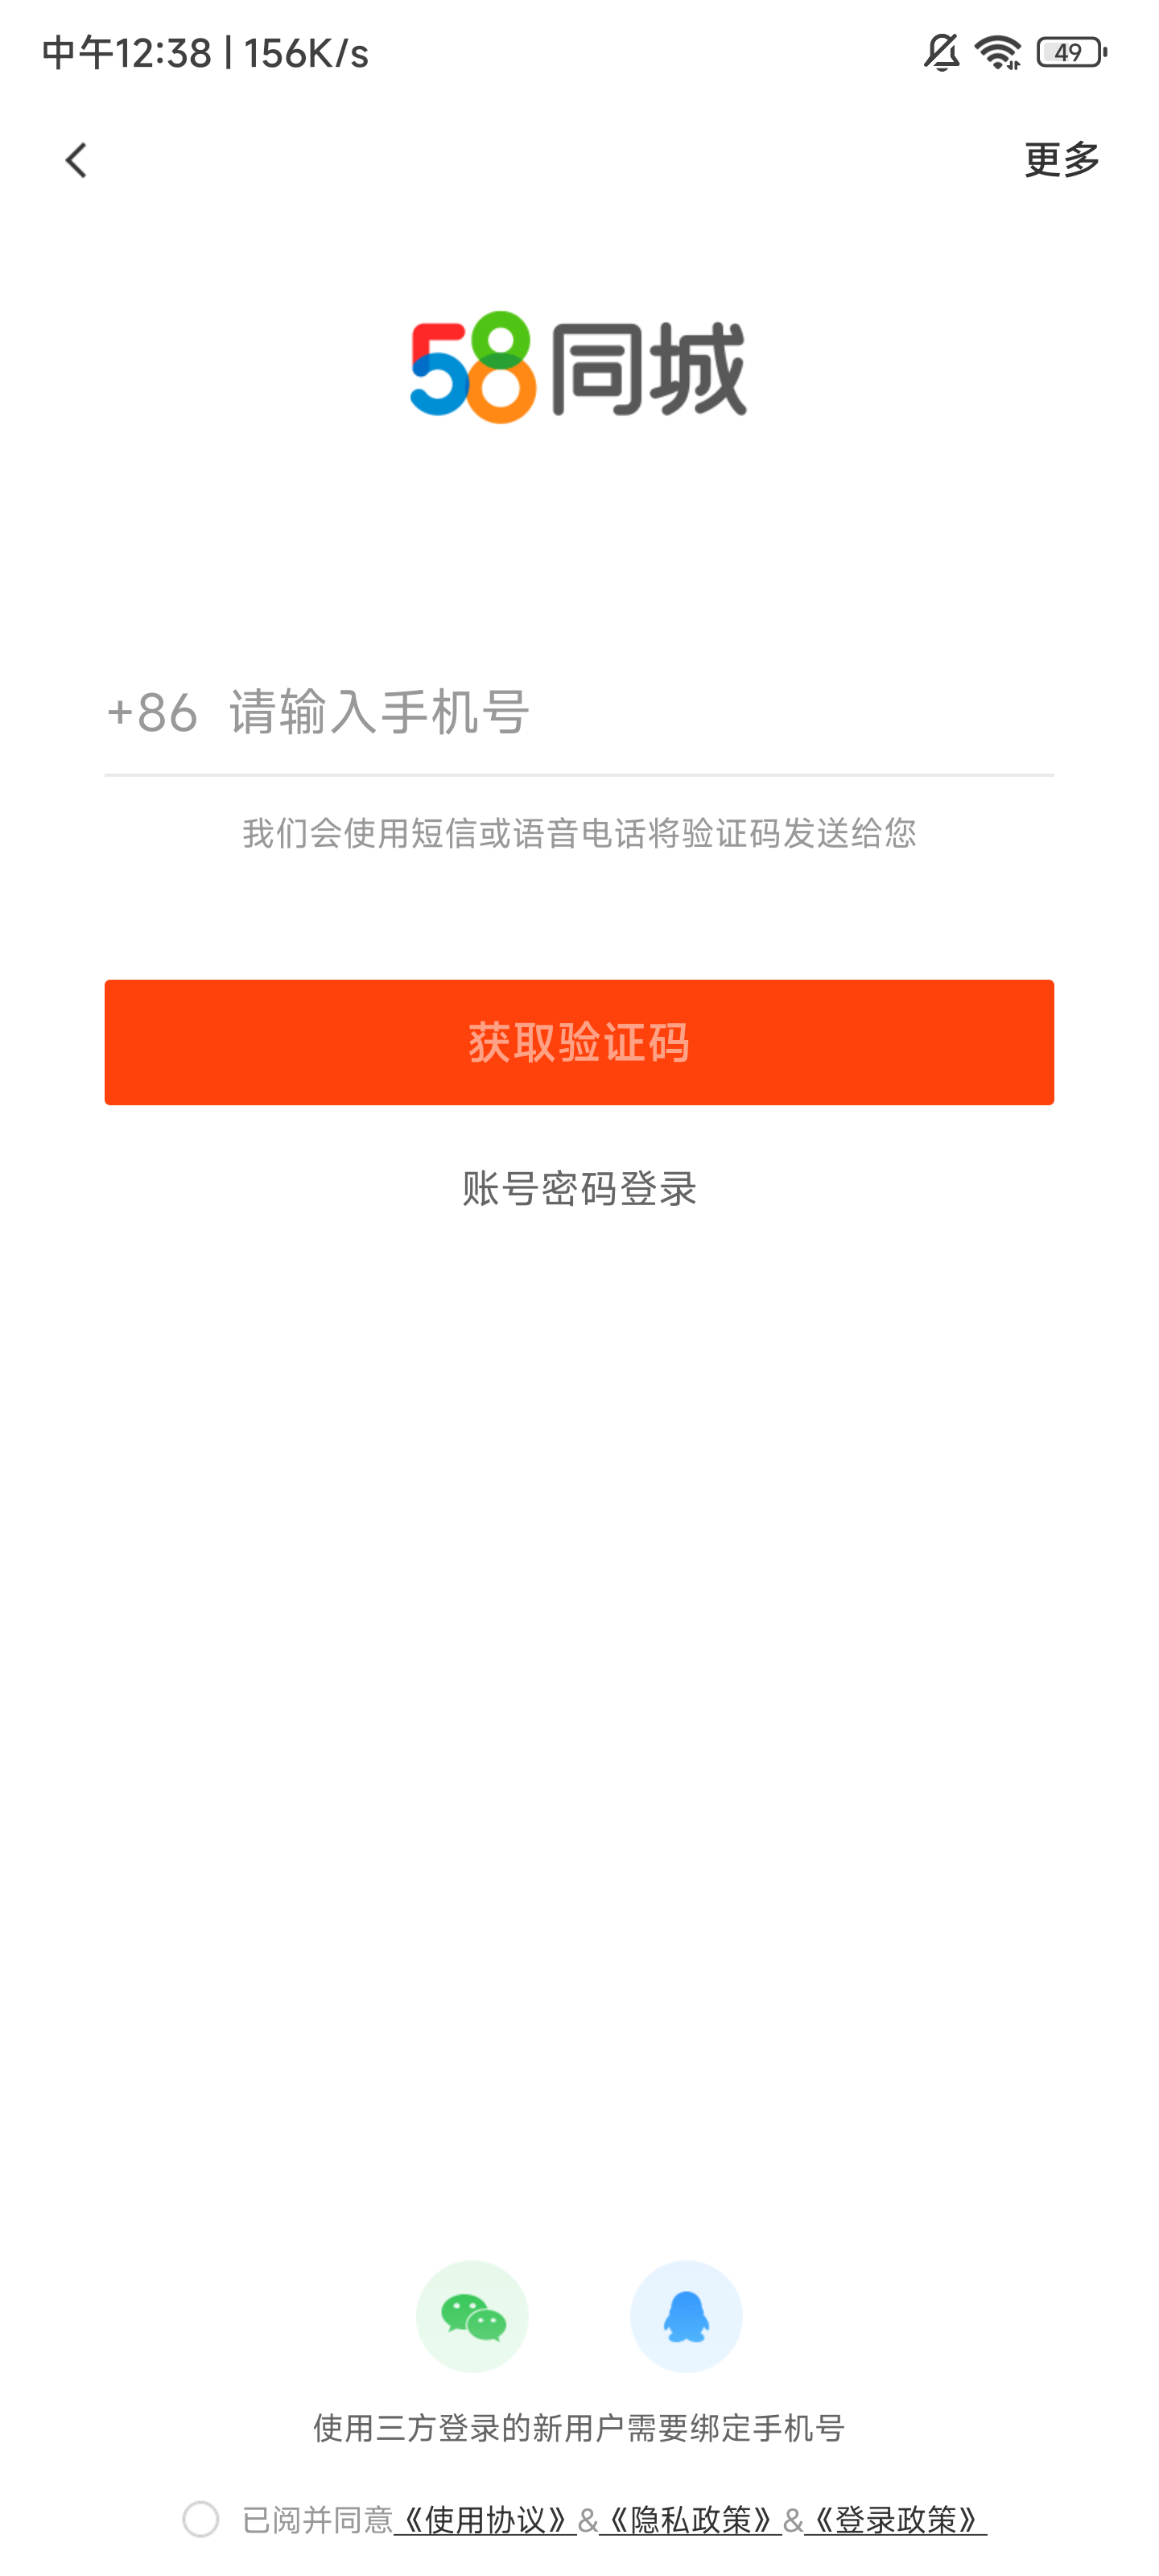 中午12:38 | 156K/s
49
更多
58同城
+86 请输入手机号
我们会使用短信或语音电话将验证码发送给您
获取验证码
账号密码登录
使用三方登录的新用户需要绑定手机号
已阅并同意《使用协议》&《隐私政策》&《登录政策》